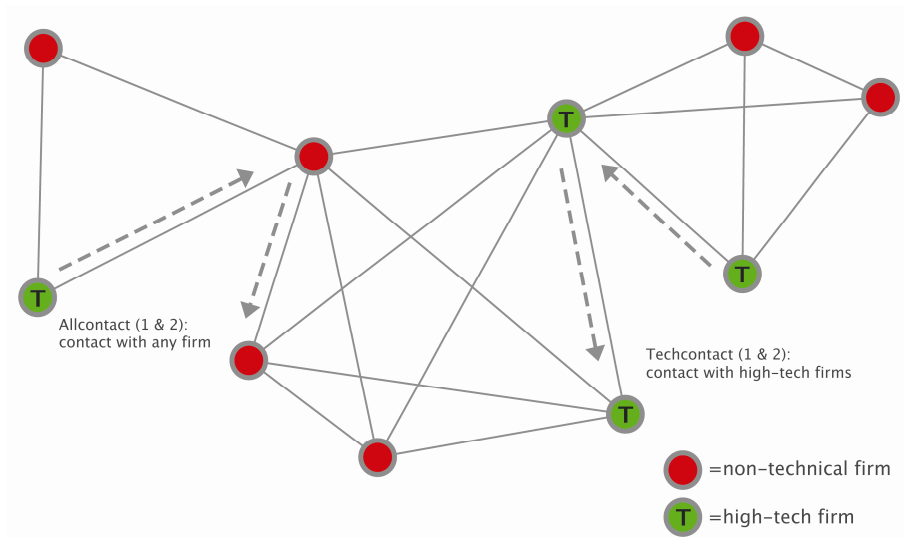 T
T
T
Allcontact (1 & 2):
contact with any firm
Techcontact (1 & 2):
contact with high-tech firms
T
=non-technical firm
T =high-tech firm